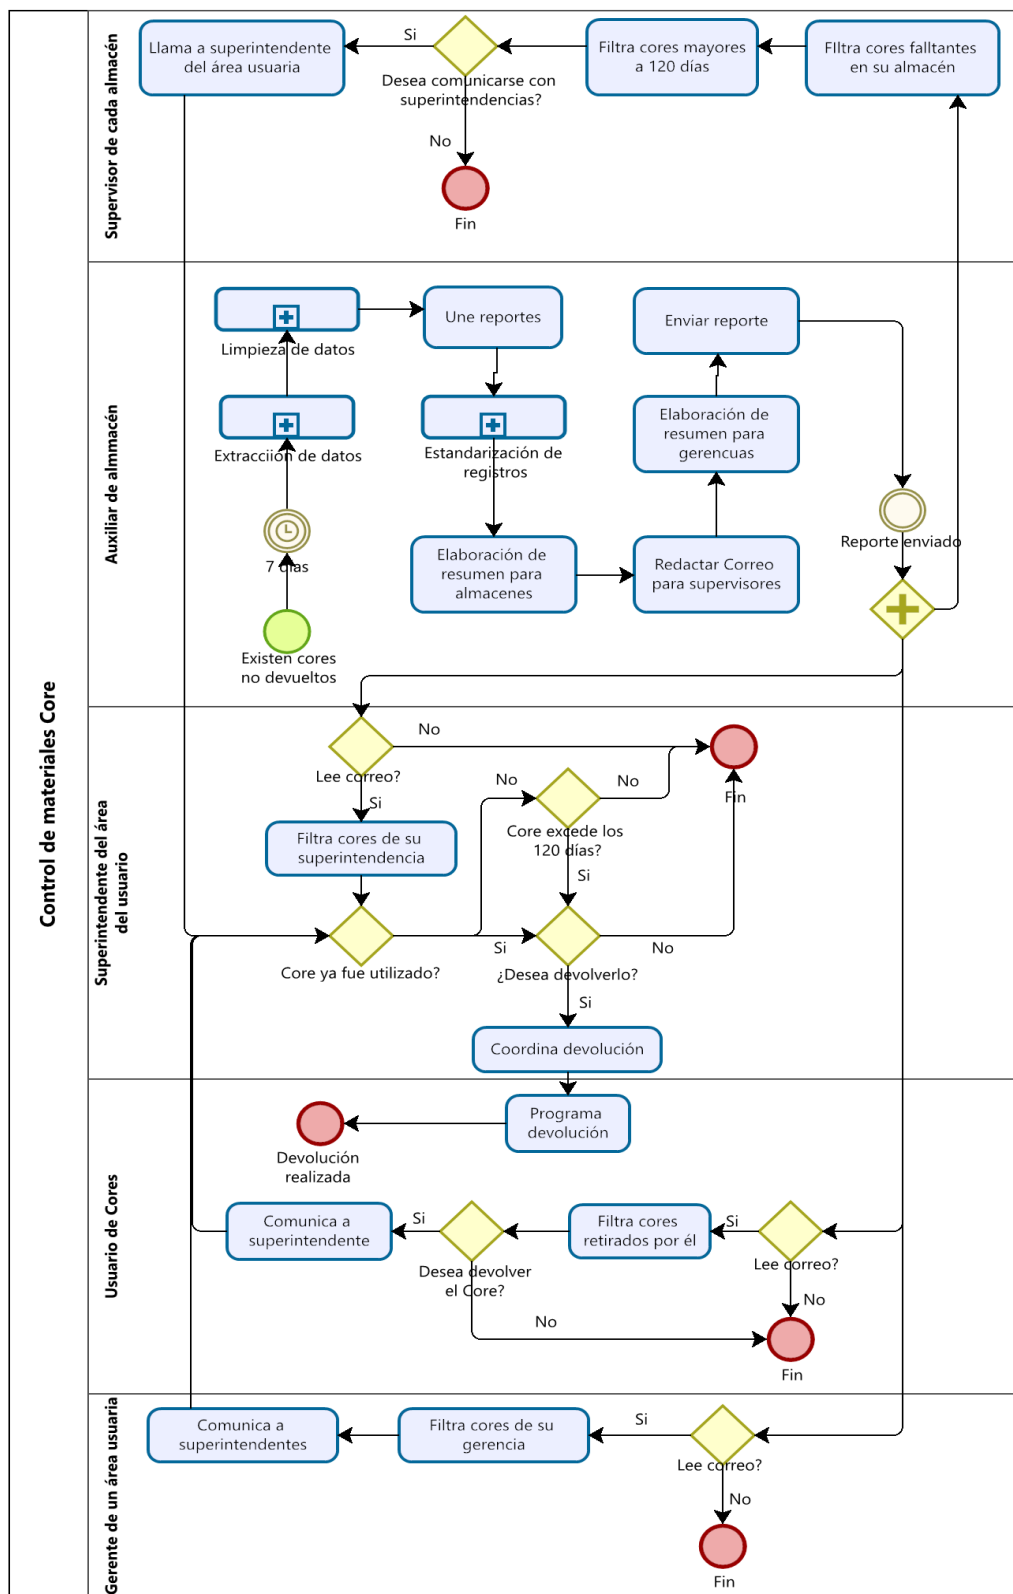 Control de materiales Core
Supervisor de cada almacén
Llama a superintendente
del área usuaria
Si
Desea comunicarse con
superintendencias?
No
Fin
Filtra cores mayores
a 120 días
FIltra cores falltantes
en su almacén
Auxiliar de almmacén
Limpieza de datos
Extracciión de datos
7 días
Existen cores
no devueltos
Une reportes
Estandarización de
registros
Elaboración de
resumen para
almacenes
Redactar Correo
para supervisores
Elaboración de
resumen para
gerencuas
Enviar reporte
Reporte enviado
Superintendente del área
del usuario
Lee correo?
No
Si
Filtra cores de su
superintendencia
Core ya fue utilizado?
No
Si
Core excede los
120 días?
No
Si
¿Desea devolverlo?
No
Si
Fin
Coordina devolución
Usuario de Cores
Programa
devolución
Devolución
realizada
Comunica a
superintendente
Si
Desea devolver
el Core?
No
Filtra cores
retirados por él
Si
Lee correo?
No
Fin
Gerente de un área usuaria
Comunica a
superintendentes
Filtra cores de su
gerencia
Si
Lee correo?
No
Fin